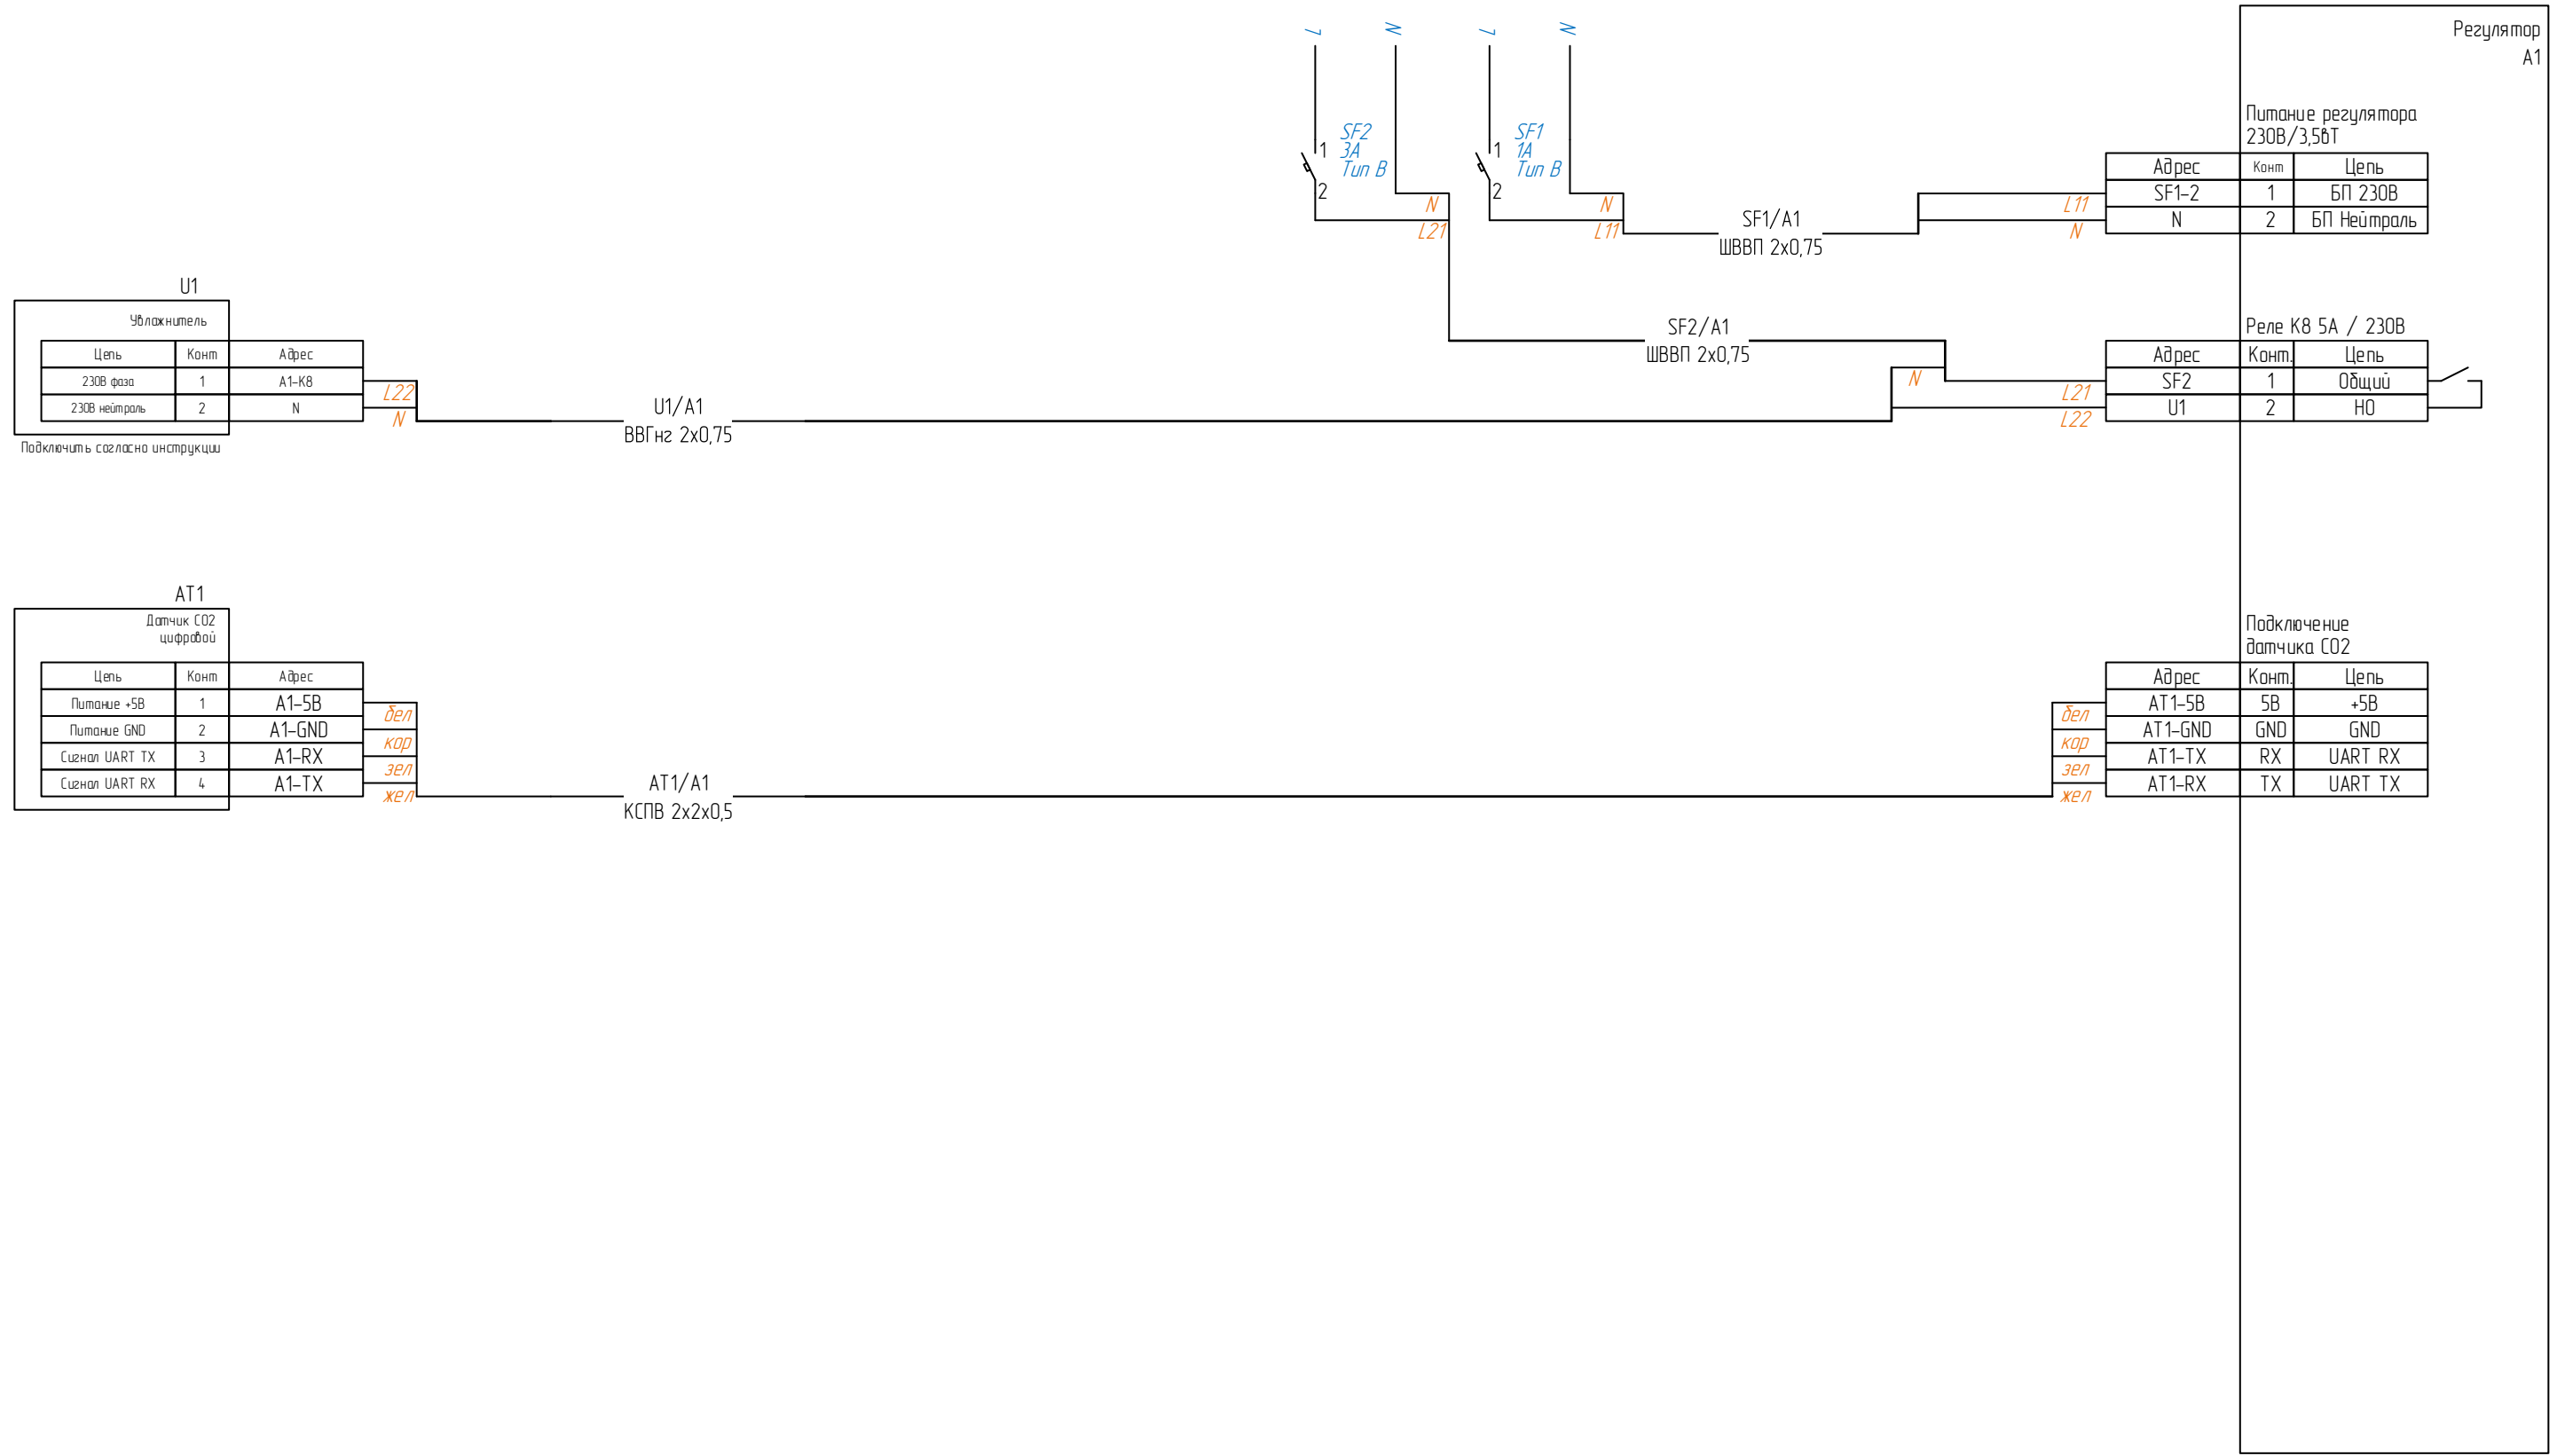 L N L N
Регулятор
A1
SF2
3A
Тип B
1
2
SF1
1A
Тип B
1
2
N
L21
N
L11
SF1/A1
ШВВП 2x0,75
L11
N
Питание регулятора
230В/3,5вТ
Адрес Конт Цепь
SF1-2 1 БП 230В
N 2 БП Нейтраль
U1
Увлажнитель
Цепь Конт Адрес
230В фаза 1 A1-K8
230В нейтраль 2 N
L22
N
Подключить согласно инструкции
U1/A1
ВВГнг 2x0,75
SF2/A1
ШВВП 2x0,75
N
L21
L22
Реле K8 5А / 230В
Адрес Конт. Цепь
SF2 1 Общий
U1 2 НО
AT1
Датчик CO2
цифровой
Цепь Конт Адрес
Питание +5В 1 A1-5В
Питание GND 2 A1-GND
Сигнал UART TX 3 A1-RX
Сигнал UART RX 4 A1-TX
бел
кор
зел
жел
AT1/A1
КСПВ 2x2x0,5
бел
кор
зел
жел
Подключение
датчика CO2
Адрес Конт. Цепь
AT1-5В 5В +5В
AT1-GND GND GND
AT1-TX RX UART RX
AT1-RX TX UART TX